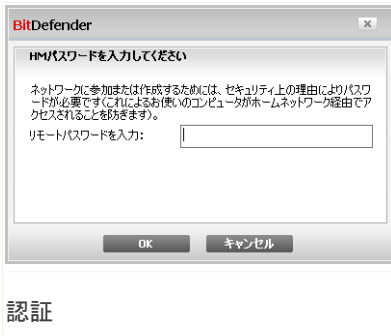 BitDefender
HMパスワードを入力してください
ネットワークに参加または作成するためには、セキュリティ上の理由によりパスワ
ードが必要です(これによるお使いのコンピュータがホームネットワーク経由でア
クセスされることを防ぎます)。
リモートパスワードを入力:
OK キャンセル
認証